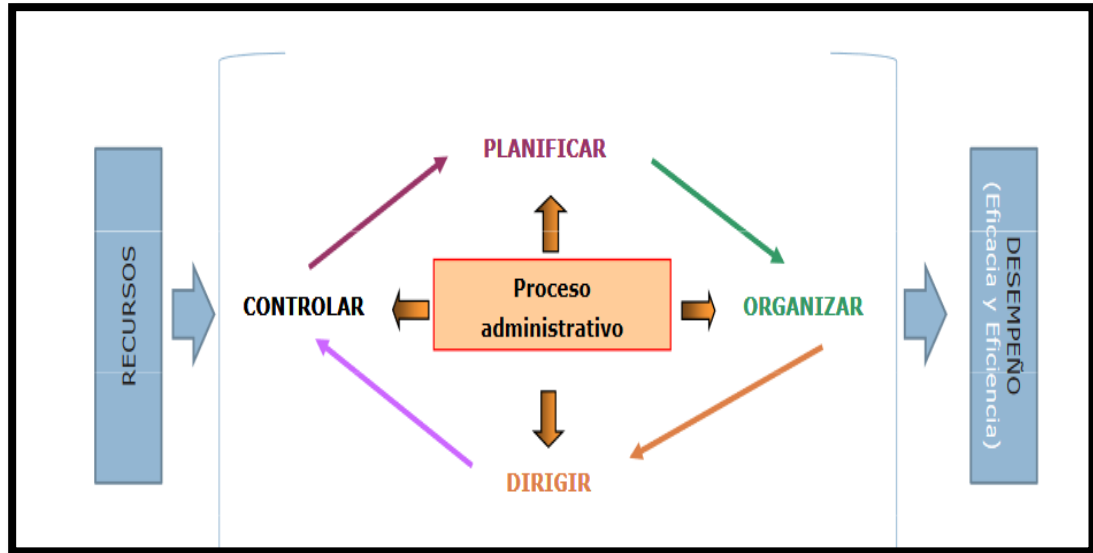 PLANIFICAR
RECURSOS
CONTROLAR
Proceso
administrativo
ORGANIZAR
DIRIGIR
DESEMPEÑO
(Eficacia y Eficiencia)